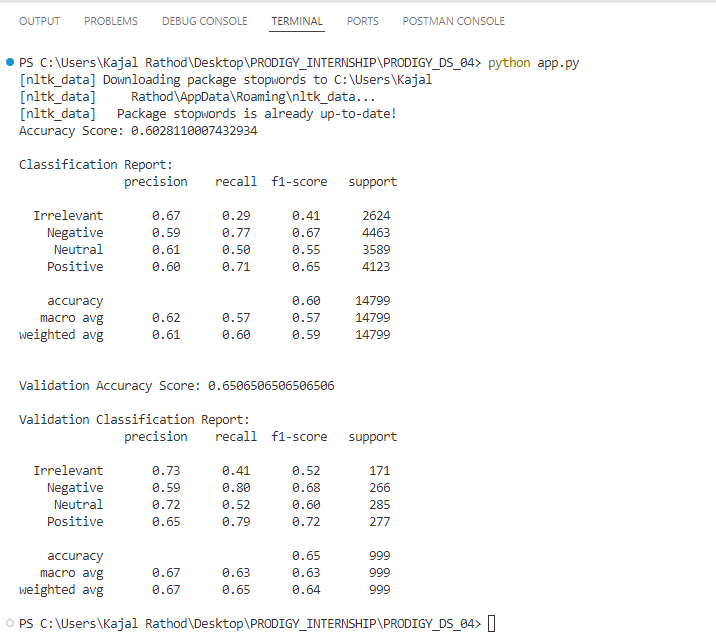 OUTPUT PROBLEMS DEBUG CONSOLE TERMINAL PORTS POSTMAN CONSOLE
PS C:\Users\Kajal Rathod\Desktop\PRODIGY_INTERNSHIP\PRODIGY_DS_04> python app.py
[nltk_data] Downloading package stopwords to C:\Users\Kajal
[nltk_data]     Rathod\AppData\Roaming\nltk_data...
[nltk_data]   Package stopwords is already up-to-date!
Accuracy Score: 0.6028110007432934
Classification Report:
precision    recall  f1-score   support
Irrelevant       0.67      0.29      0.41      2624
Negative       0.59      0.77      0.67      4463
Neutral       0.61      0.50      0.55      3589
Positive       0.60      0.71      0.65      4123
accuracy                           0.60     14799
macro avg       0.62      0.57      0.57     14799
weighted avg       0.61      0.60      0.59     14799
Validation Accuracy Score: 0.6506506506506506
Validation Classification Report:
precision    recall  f1-score   support
Irrelevant       0.73      0.41      0.52       171
Negative       0.59      0.80      0.68       266
Neutral       0.72      0.52      0.60       285
Positive       0.65      0.79      0.72       277
accuracy                           0.65       999
macro avg       0.67      0.63      0.63       999
weighted avg       0.67      0.65      0.64       999
PS C:\Users\Kajal Rathod\Desktop\PRODIGY_INTERNSHIP\PRODIGY_DS_04>